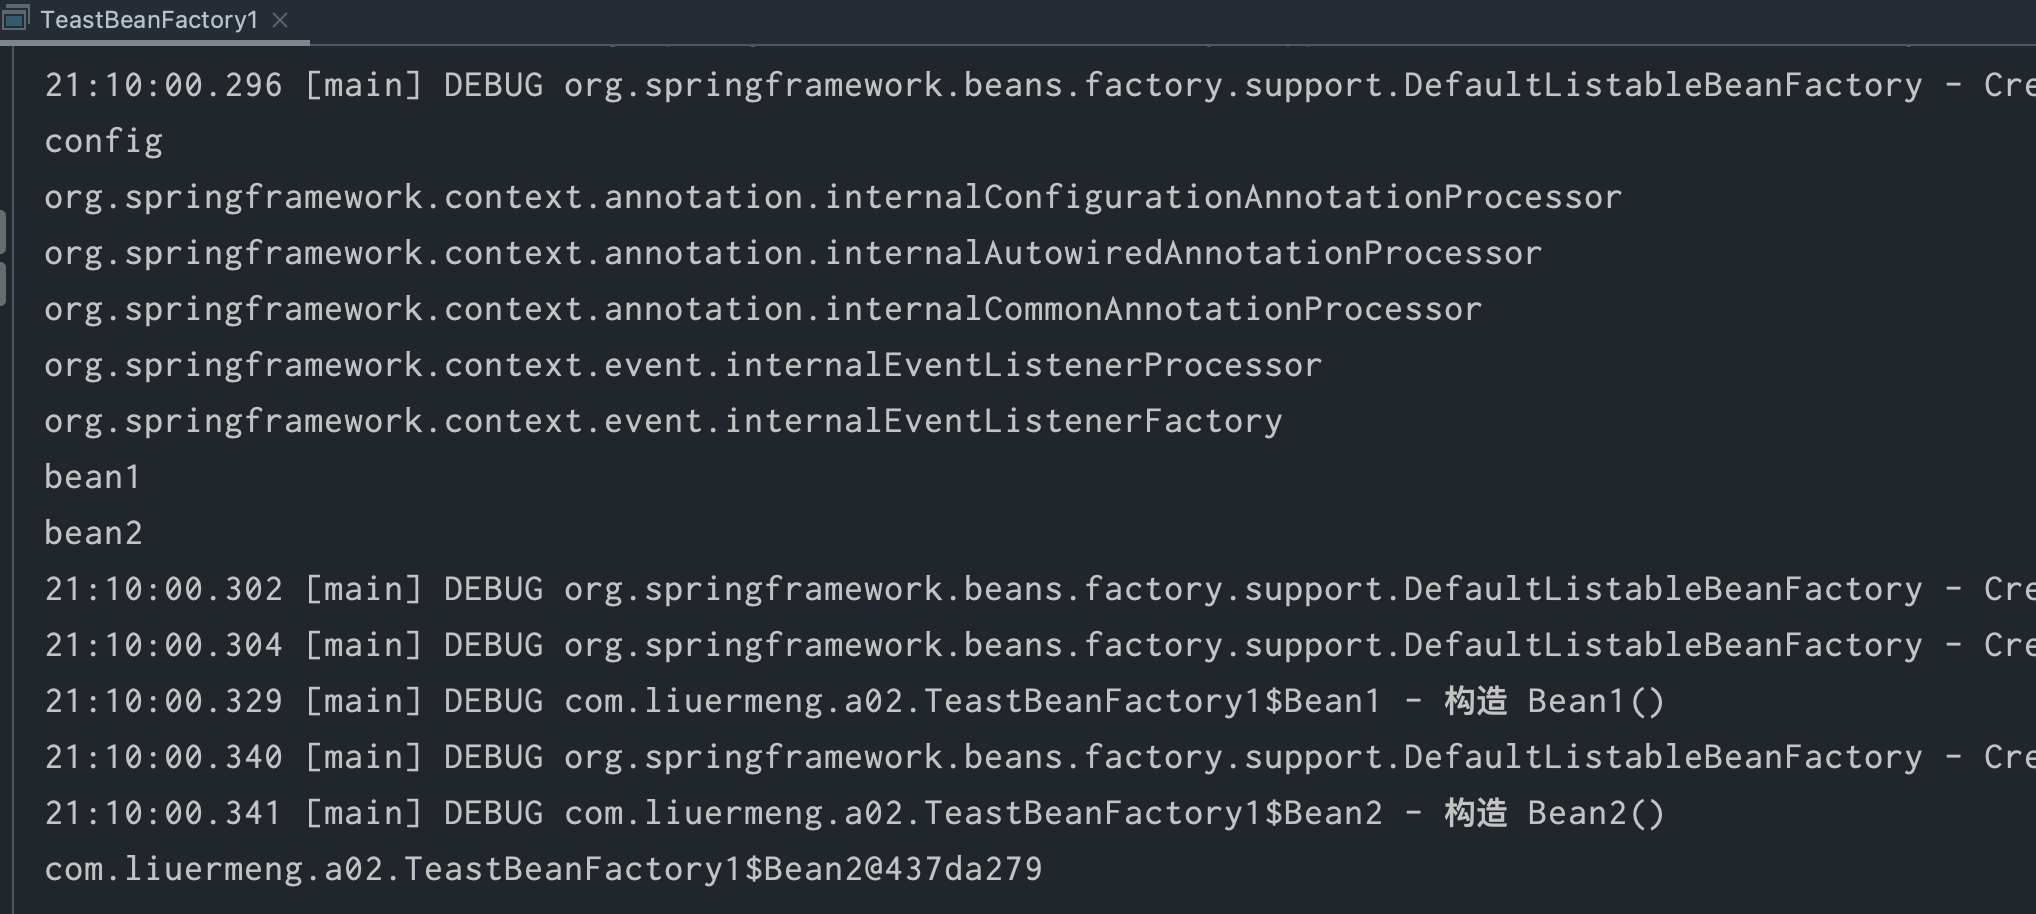 TeastBeanFactory1
21:10:00.296 [main] DEBUG org.springframework.beans.factory.support.DefaultListableBeanFactory - Cre
config
org.springframework.context.annotation.internalConfigurationAnnotationProcessor
org.springframework.context.annotation.internalAutowiredAnnotationProcessor
org.springframework.context.annotation.internalCommonAnnotationProcessor
org.springframework.context.event.internalEventListenerProcessor
org.springframework.context.event.internalEventListenerFactory
bean1
bean2
21:10:00.302 [main] DEBUG org.springframework.beans.factory.support.DefaultListableBeanFactory - Cre
21:10:00.304 [main] DEBUG org.springframework.beans.factory.support.DefaultListableBeanFactory - Cre
21:10:00.329 [main] DEBUG com.liuermeng.a02.TeastBeanFactory1$Bean1 - 构造 Bean1()
21:10:00.340 [main] DEBUG org.springframework.beans.factory.support.DefaultListableBeanFactory - Cre
21:10:00.341 [main] DEBUG com.liuermeng.a02.TeastBeanFactory1$Bean2 - 构造 Bean2()
com.liuermeng.a02.TeastBeanFactory1$Bean2@437da279